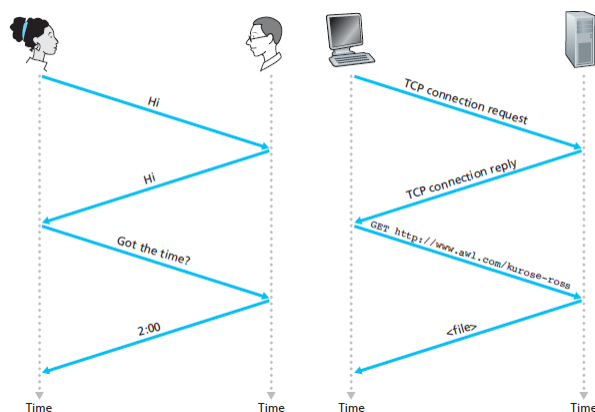 Hi
Hi
Got the time?
2:00
Time
Time
TCP connection request
TCP connection reply
GET http://www.awl.com/kurose-ross
<file>
Time
Time